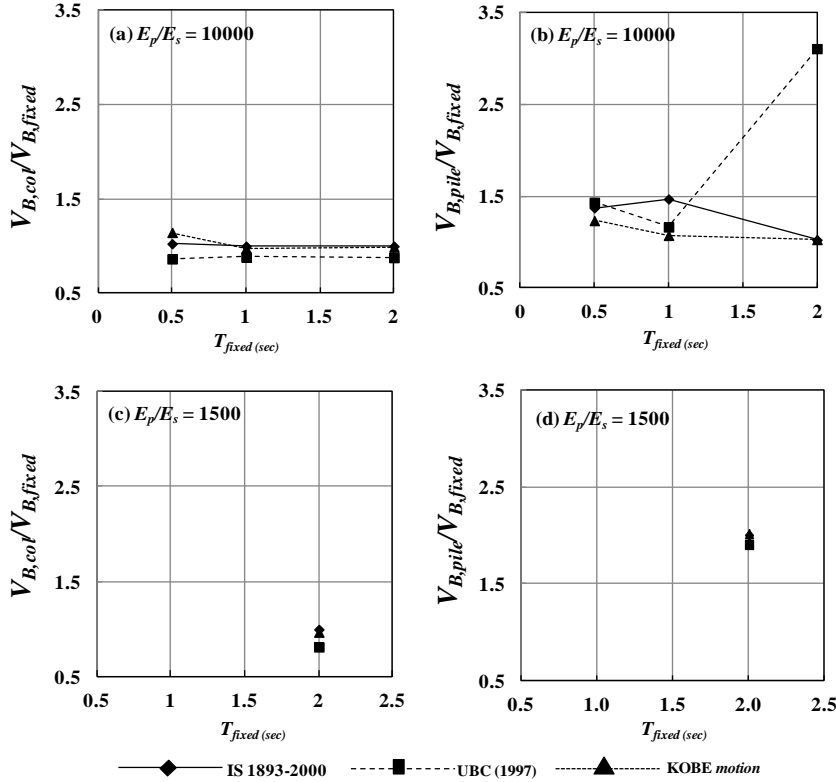 (a) Ep/Es = 10000
3.5
2.5
1.5
0.5
0 0.5 1 1.5 2
VB,col/VB,fixed
Tfixed (sec)
(b) Ep/Es = 10000
3.5
2.5
1.5
0.5
0 0.5 1 1.5 2
VB,pile/VB,fixed
Tfixed (sec)
(c) Ep/Es = 1500
3.5
2.5
1.5
0.5
0.5 1 1.5 2 2.5
VB,col/VB,fixed
Tfixed (sec)
(d) Ep/Es = 1500
3.5
2.5
1.5
0.5
0.5 1.0 1.5 2.0 2.5
VB,pile/VB,fixed
Tfixed (sec)
IS 1893-2000 UBC (1997) KOBE motion